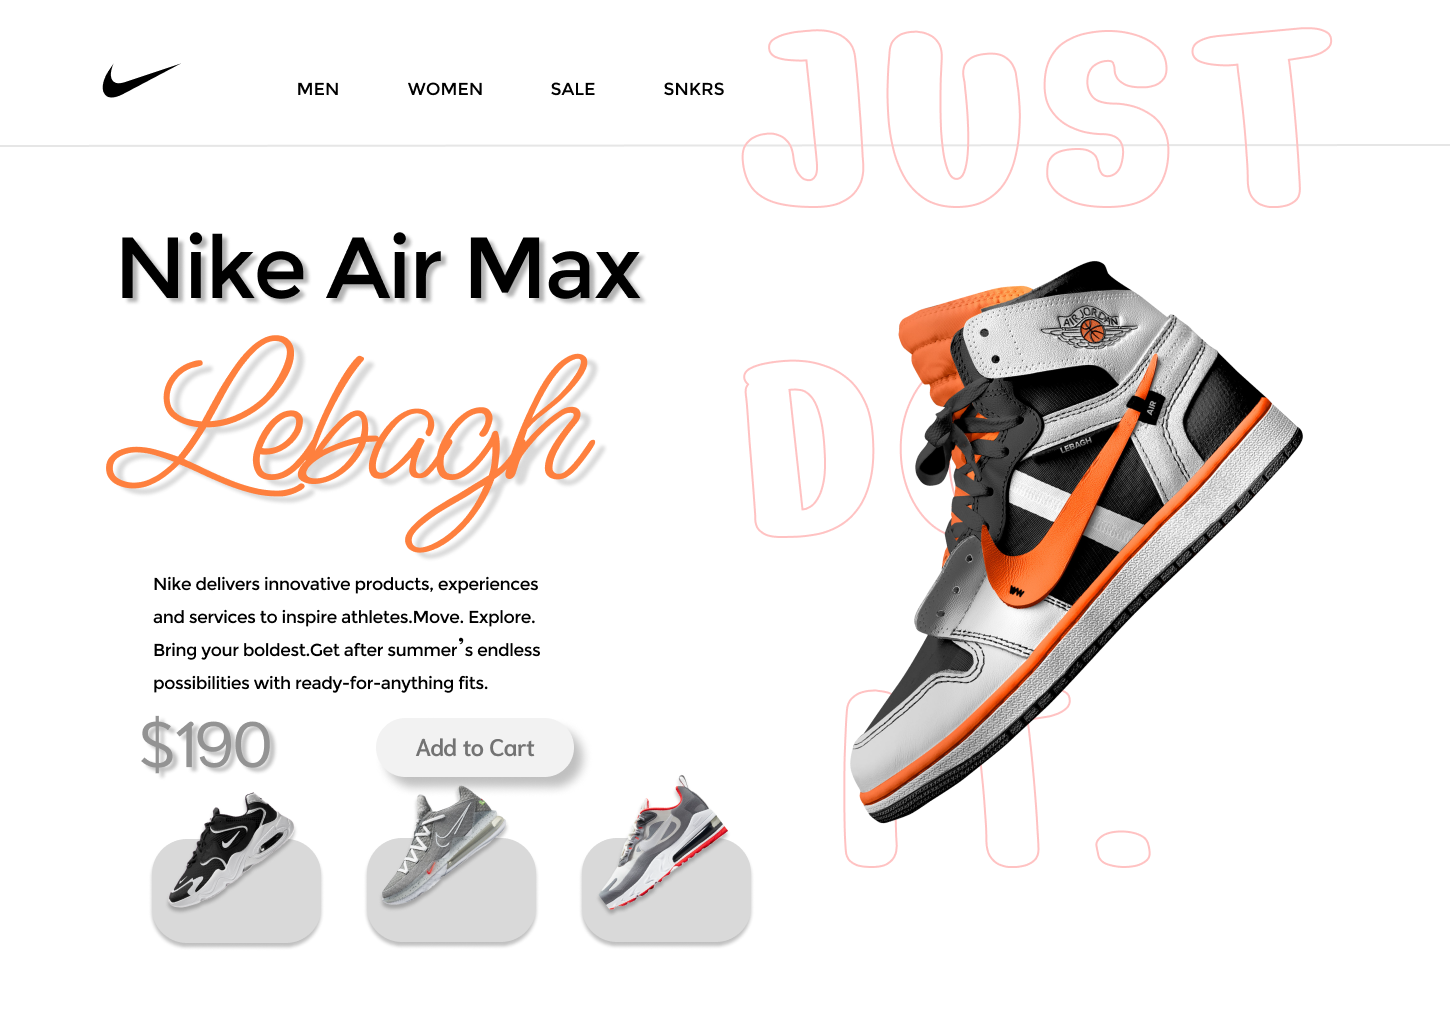 MEN WOMEN SALE SNKRS
JUST
Nike Air Max
Lebagh
DO
IT.
AIR JORDAN
AIR
LEBAGH
Nike delivers innovative products, experiences
and services to inspire athletes.Move. Explore.
Bring your boldest.Get after summer’s endless
possibilities with ready-for-anything fits.
$190
Add to Cart